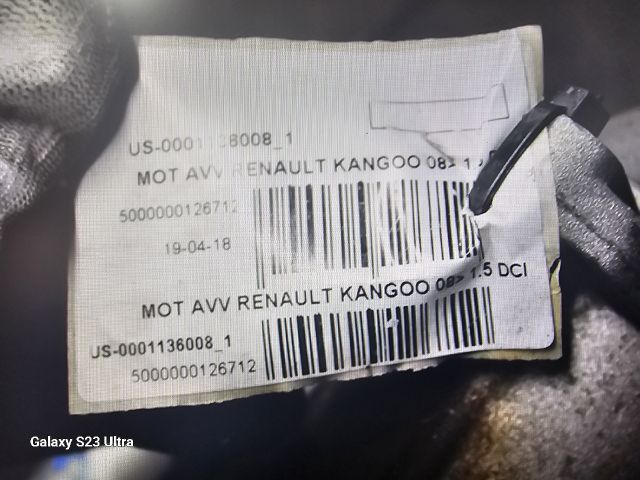 US-0001136008_1
MOT AVV RENAULT KANGOO 08> 1.
5000000126712
19-04-18
MOT AVV RENAULT KANGOO 08> 1.5 DCI
US-0001136008_1
5000000126712
Galaxy S23 Ultra